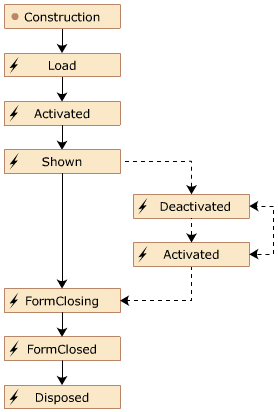 Construction
Load
Activated
Shown
Deactivated
Activated
FormClosing
FormClosed
Disposed